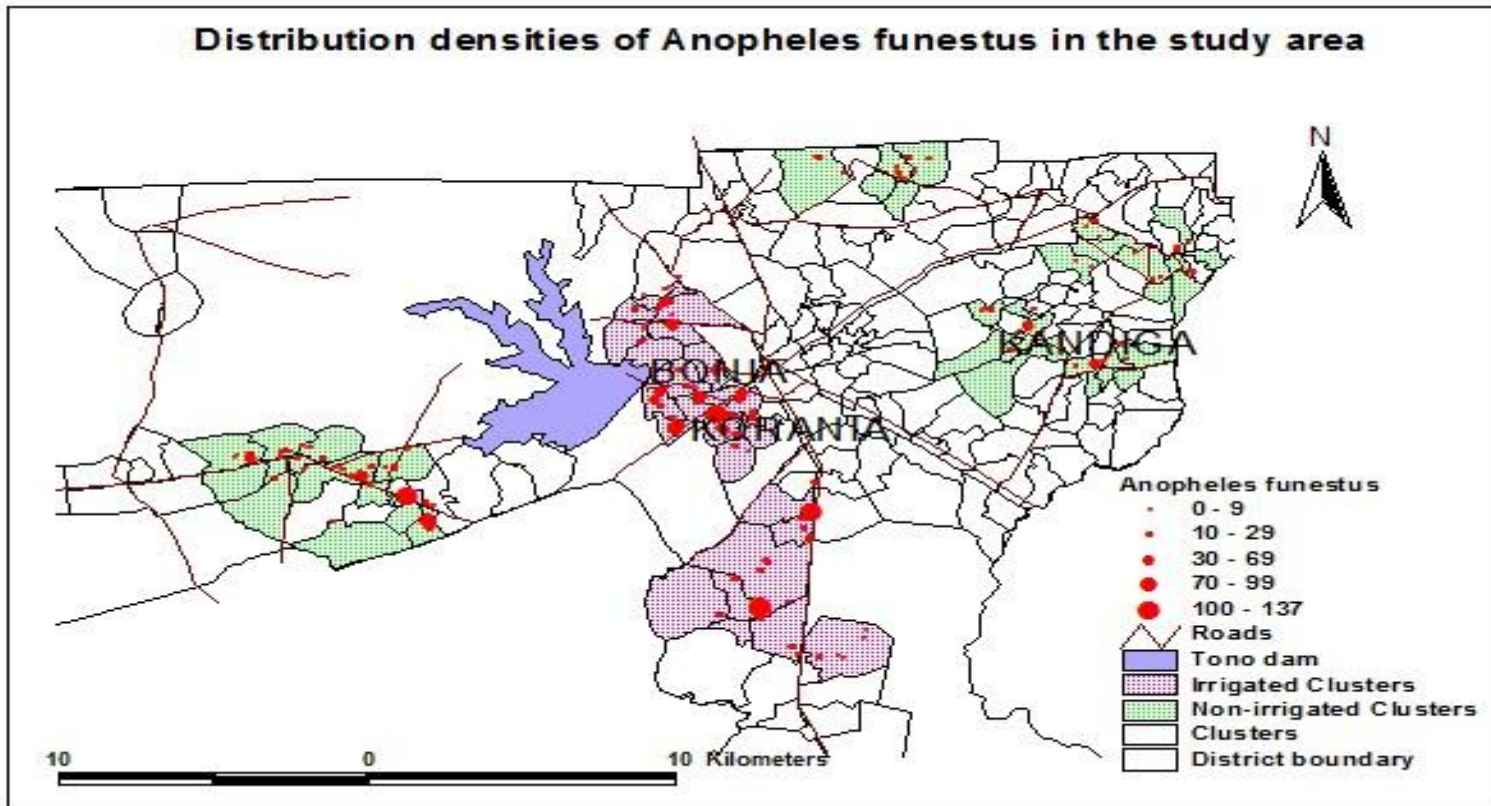 Distribution densities of Anopheles funestus in the study area
N
BONIA
KORANIA
KANDIGA
Anopheles funestus
0 - 9
10 - 29
30 - 69
70 - 99
100 - 137
Roads
Tono dam
Irrigated Clusters
Non-irrigated Clusters
Clusters
District boundary
10 0 10 Kilometers